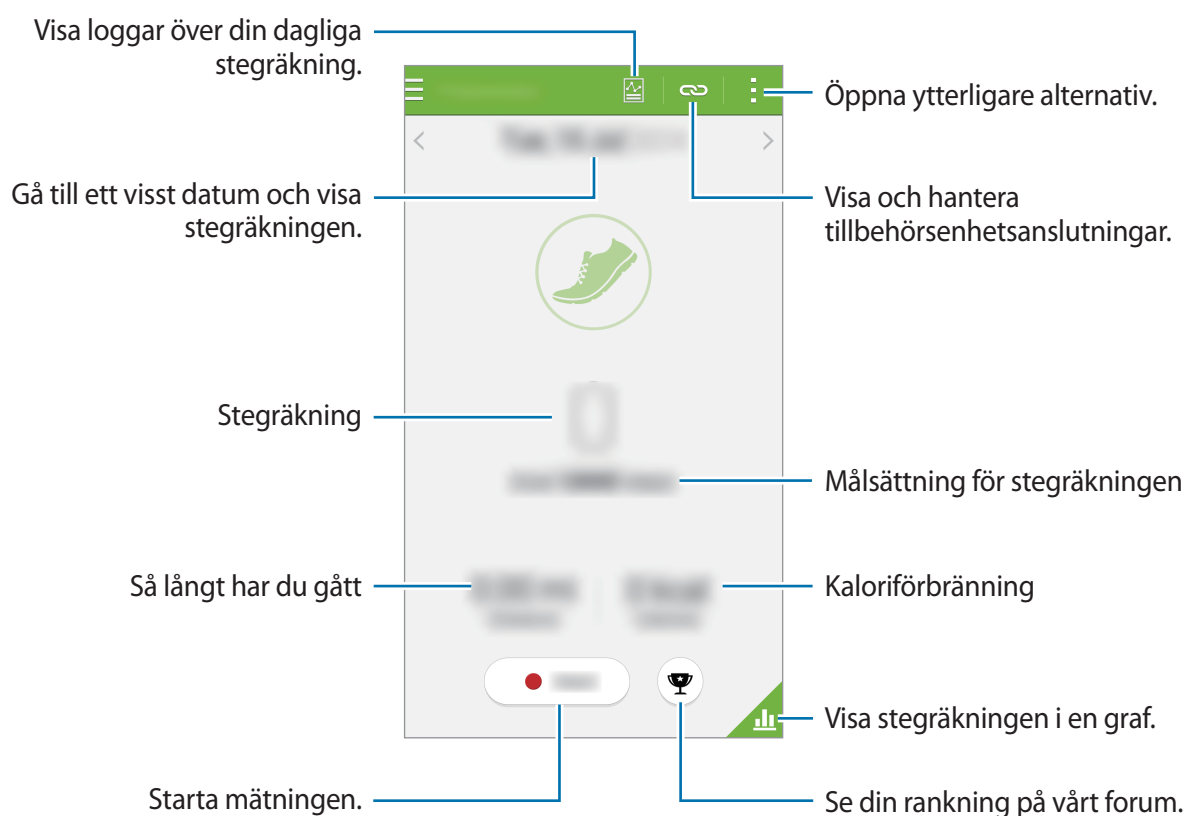 Visa loggar över din dagliga
stegräkning.
Öppna ytterligare alternativ.
Gå till ett visst datum och visa
stegräkningen.
Visa och hantera
tillbehörsenhetsanslutningar.
Stegräkning
Målsättning för stegräkningen
Så långt har du gått
Kaloriförbränning
Visa stegräkningen i en graf.
Starta mätningen.
Se din rankning på vårt forum.